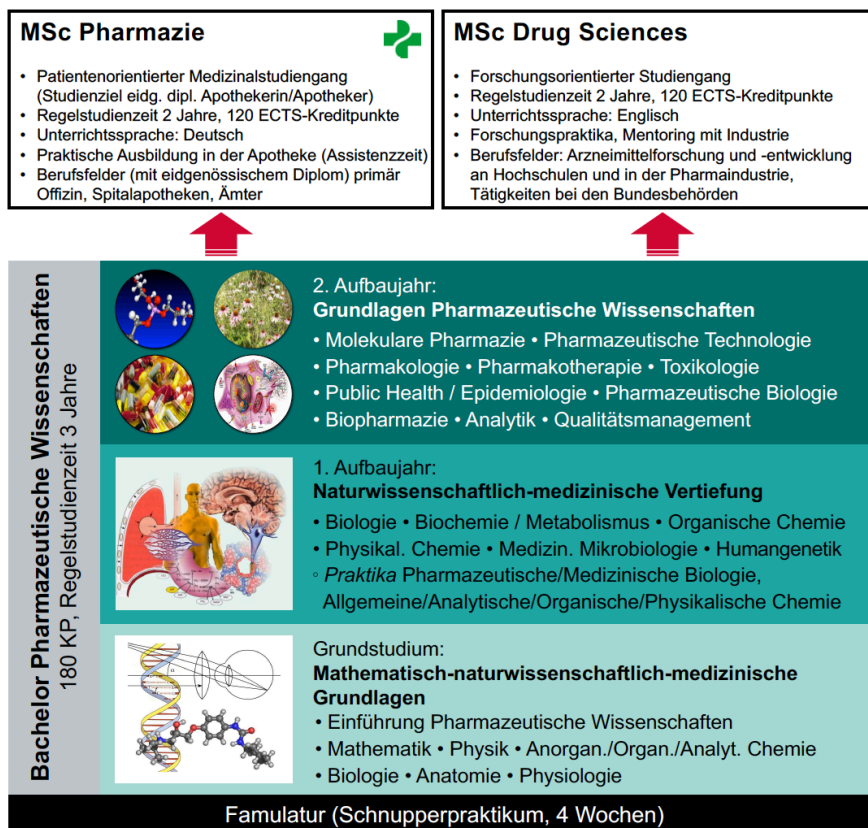 MSc Pharmazie
• Patientenorientierter Medizinalstudiengang
(Studienziel eidg. dipl. Apothekerin/Apotheker)
• Regelstudienzeit 2 Jahre, 120 ECTS-Kreditpunkte
• Unterrichtssprache: Deutsch
• Praktische Ausbildung in der Apotheke (Assistenzzeit)
• Berufsfelder (mit eidgenössischem Diplom) primär
Offizin, Spitalapotheken, Ämter
MSc Drug Sciences
• Forschungsorientierter Studiengang
• Regelstudienzeit 2 Jahre, 120 ECTS-Kreditpunkte
• Unterrichtssprache: Englisch
• Forschungspraktika, Mentoring mit Industrie
• Berufsfelder: Arzneimittelforschung und -entwicklung
an Hochschulen und in der Pharmaindustrie,
Tätigkeiten bei den Bundesbehörden
Bachelor Pharmazeutische Wissenschaften
180 KP, Regelstudienzeit 3 Jahre
2. Aufbaujahr:
Grundlagen Pharmazeutische Wissenschaften
• Molekulare Pharmazie • Pharmazeutische Technologie
• Pharmakologie • Pharmakotherapie • Toxikologie
• Public Health / Epidemiologie • Pharmazeutische Biologie
• Biopharmazie • Analytik • Qualitätsmanagement
1. Aufbaujahr:
Naturwissenschaftlich-medizinische Vertiefung
• Biologie • Biochemie / Metabolismus • Organische Chemie
• Physikal. Chemie • Medizin. Mikrobiologie • Humangenetik
◦ Praktika Pharmazeutische/Medizinische Biologie,
Allgemeine/Analytische/Organische/Physikalische Chemie
Grundstudium:
Mathematisch-naturwissenschaftlich-medizinische
Grundlagen
• Einführung Pharmazeutische Wissenschaften
• Mathematik • Physik • Anorgan./Organ./Analyt. Chemie
• Biologie • Anatomie • Physiologie
Famulatur (Schnupperpraktikum, 4 Wochen)